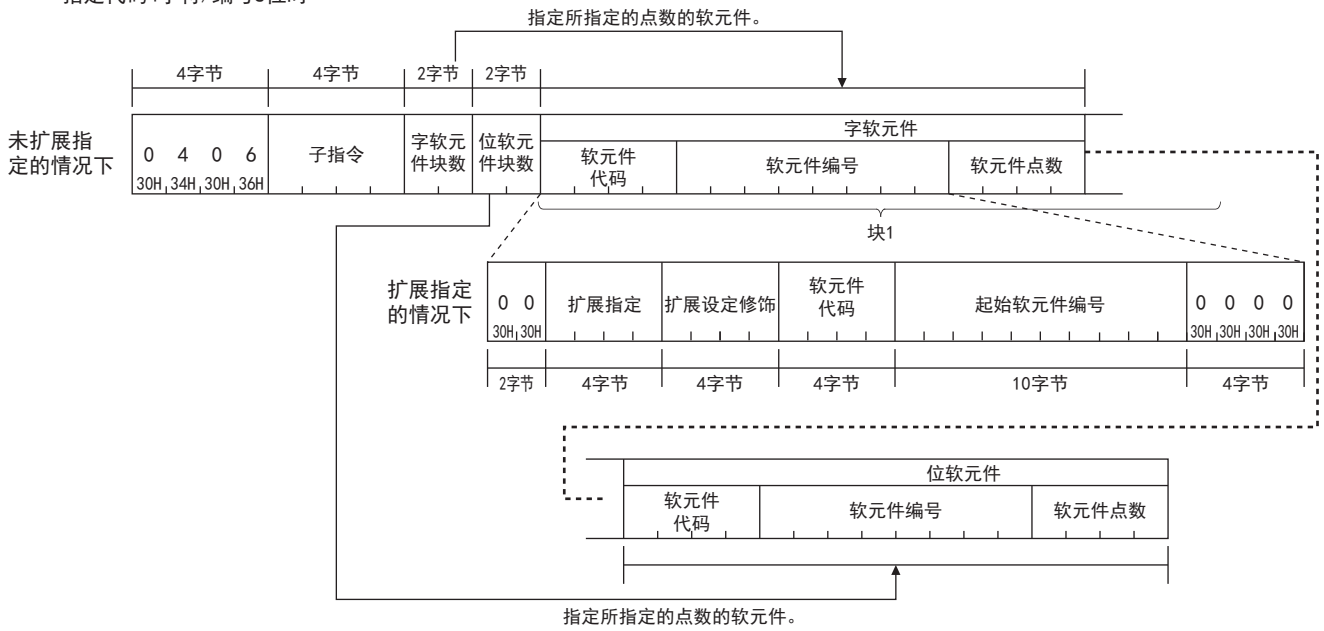 指定所指定的点数的软元件。
4字节 4字节 2字节 2字节
未扩展指
定的情况下
0 4 0 6
30H 34H 30H 36H
子指令
字软元
件块数
位软元
件块数
字软元件
软元件
代码
软元件编号
软元件点数
块1
扩展指定
的情况下
0 0
30H 30H
扩展指定
扩展设定修饰
软元件
代码
起始软元件编号
0 0 0 0
30H 30H 30H 30H
2字节 4字节 4字节 4字节 10字节 4字节
位软元件
软元件
代码
软元件编号
软元件点数
指定所指定的点数的软元件。